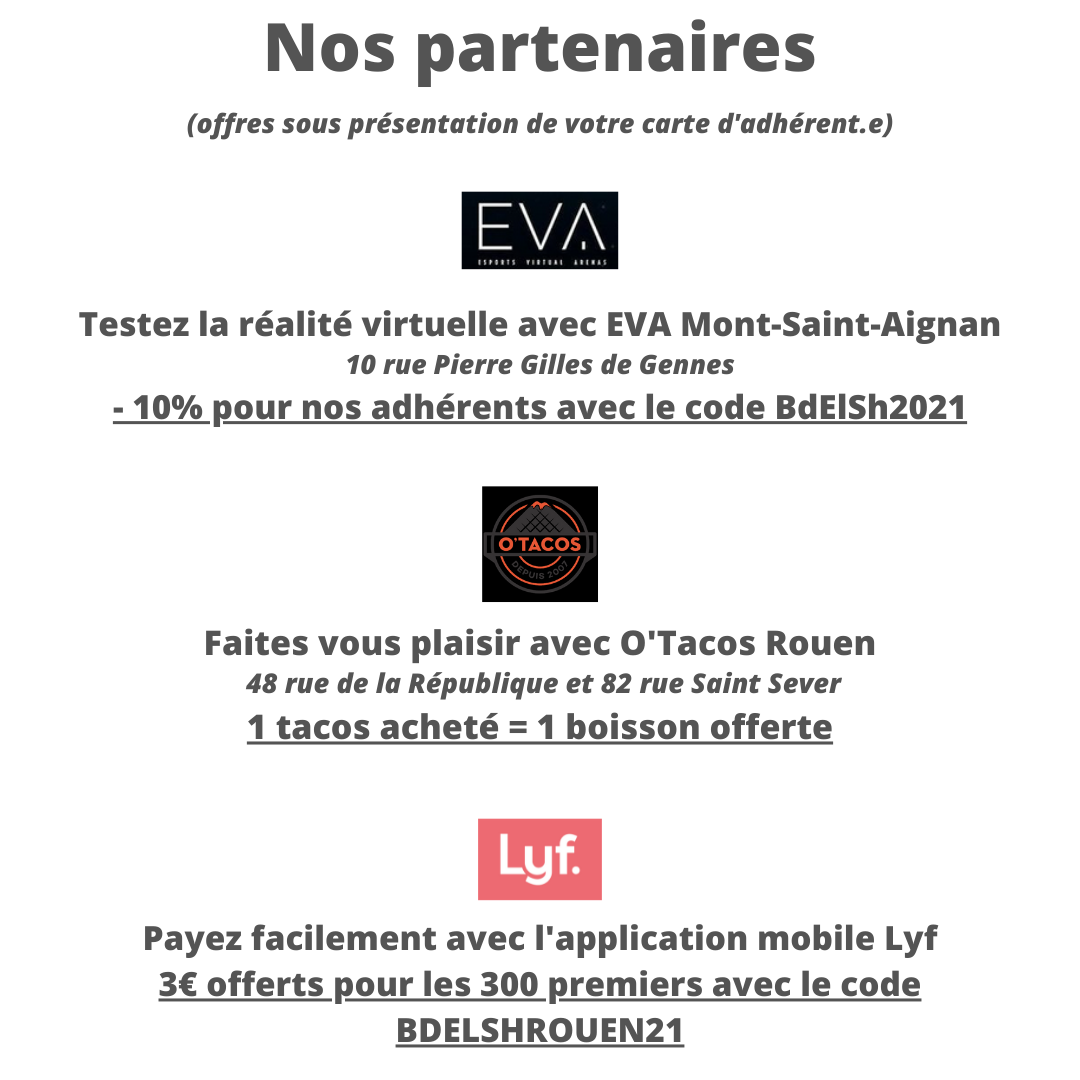 Nos partenaires
(offres sous présentation de votre carte d'adhérent.e)
EVA
ESPORTS VIRTUAL ARENAS
Testez la réalité virtuelle avec EVA Mont-Saint-Aignan
10 rue Pierre Gilles de Gennes
- 10% pour nos adhérents avec le code BdElSh2021
O'TACOS
DEPUIS 2007
Faites vous plaisir avec O'Tacos Rouen
48 rue de la République et 82 rue Saint Sever
1 tacos acheté = 1 boisson offerte
Lyf.
Payez facilement avec l'application mobile Lyf
3€ offerts pour les 300 premiers avec le code
BDELSHROUEN21